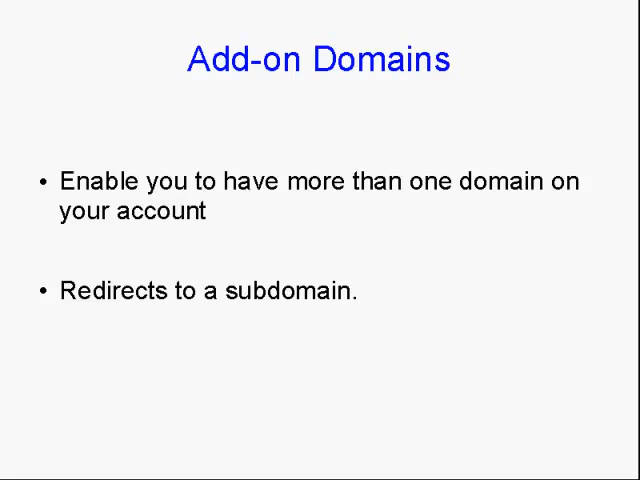 Add-on Domains
• Enable you to have more than one domain on
your account
• Redirects to a subdomain.